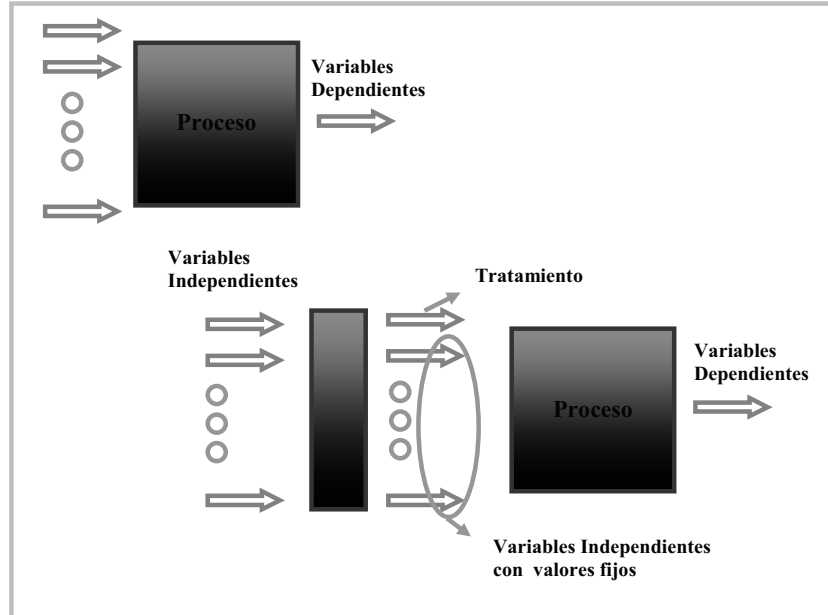 Variables
Dependientes
Proceso
Variables
Independientes
Tratamiento
Variables
Dependientes
Proceso
Variables Independientes
con valores fijos